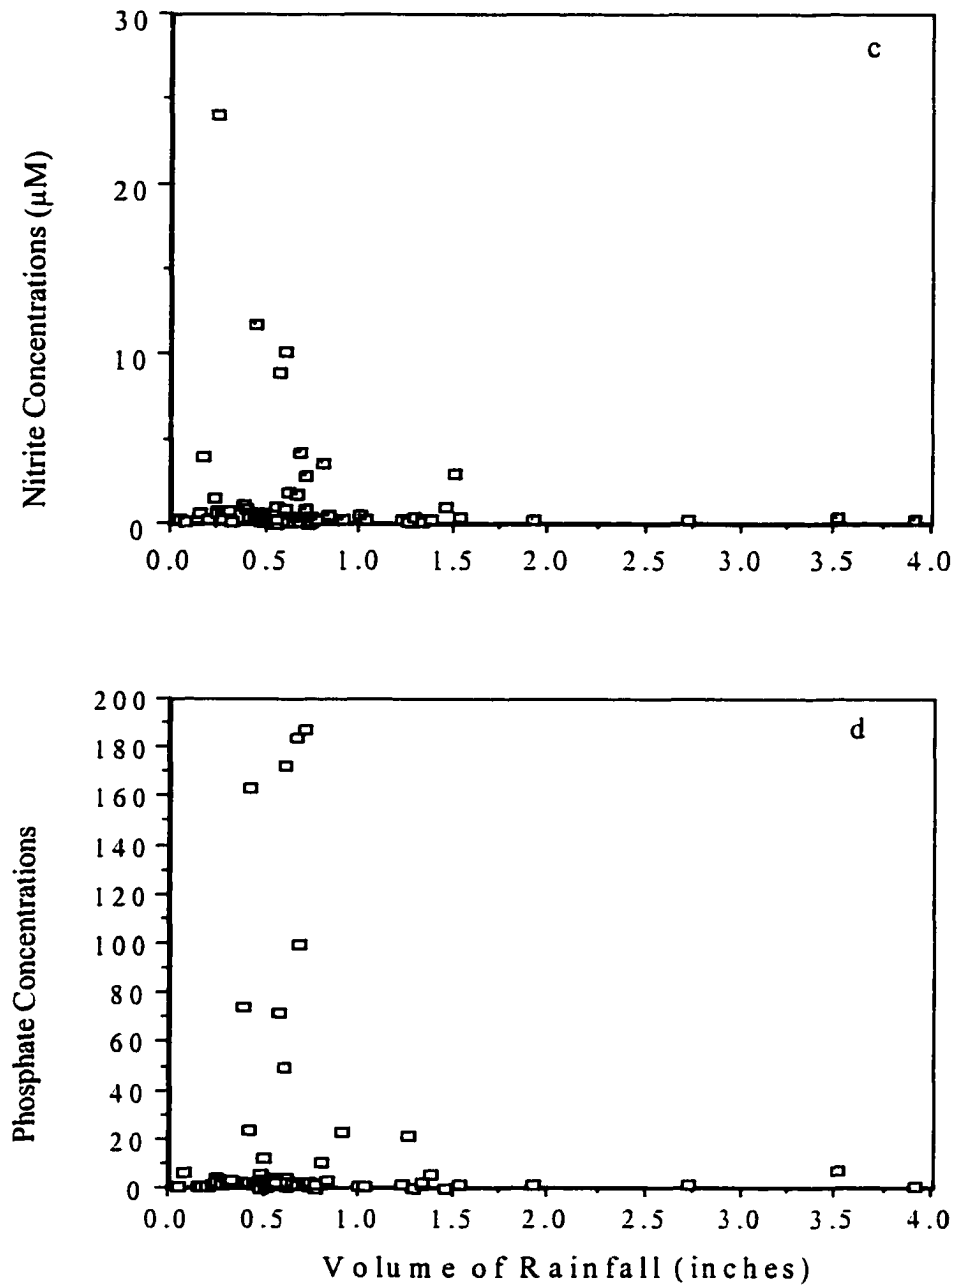 30
c
20
10
0
Nitrite Concentrations (μM)
0.0 0.5 1.0 1.5 2.0 2.5 3.0 3.5 4.0
200
d
180
160
140
120
100
80
60
40
20
0
Phosphate Concentrations
0.0 0.5 1.0 1.5 2.0 2.5 3.0 3.5 4.0
Volume of Rainfall (inches)